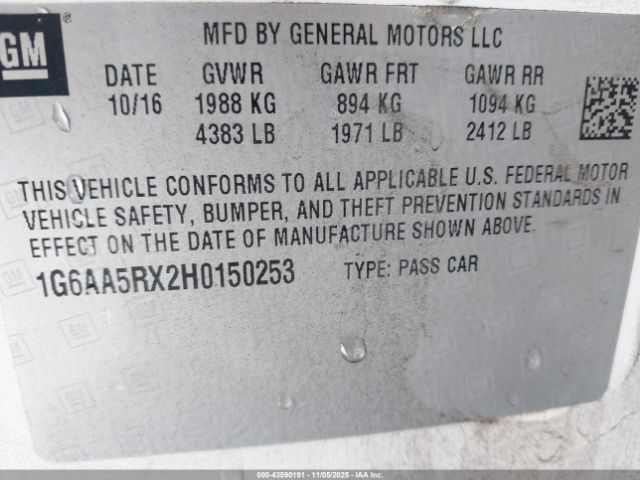 GM
MFD BY GENERAL MOTORS LLC
DATE GVWR GAWR FRT GAWR RR
10/16 1988 KG 894 KG 1094 KG
4383 LB 1971 LB 2412 LB
THIS VEHICLE CONFORMS TO ALL APPLICABLE U.S. FEDERAL MOTOR
VEHICLE SAFETY, BUMPER, AND THEFT PREVENTION STANDARDS IN
EFFECT ON THE DATE OF MANUFACTURE SHOWN ABOVE.
1G6AA5RX2H0150253 TYPE: PASS CAR
000-43590191 - 11/05/2025 - IAAI.COM